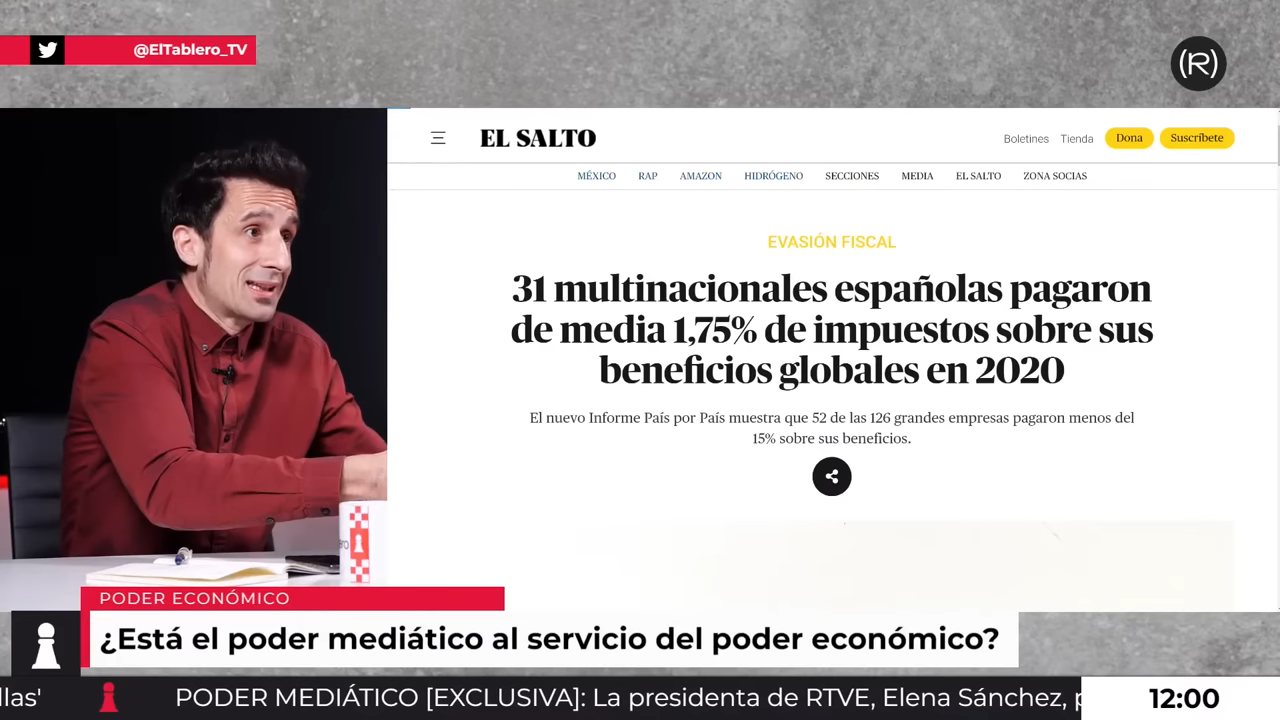 @ElTablero_TV
(R)
EL SALTO
Boletines Tienda Dona Suscríbete
MÉXICO RAP AMAZON HIDRÓGENO SECCIONES MEDIA EL SALTO ZONA SOCIAS
EVASIÓN FISCAL
31 multinacionales españolas pagaron
de media 1,75% de impuestos sobre sus
beneficios globales en 2020
El nuevo Informe País por País muestra que 52 de las 126 grandes empresas pagaron menos del
15% sobre sus beneficios.
PODER ECONÓMICO
¿Está el poder mediático al servicio del poder económico?
llas' PODER MEDIÁTICO [EXCLUSIVA]: La presidenta de RTVE, Elena Sánchez, p
12:00